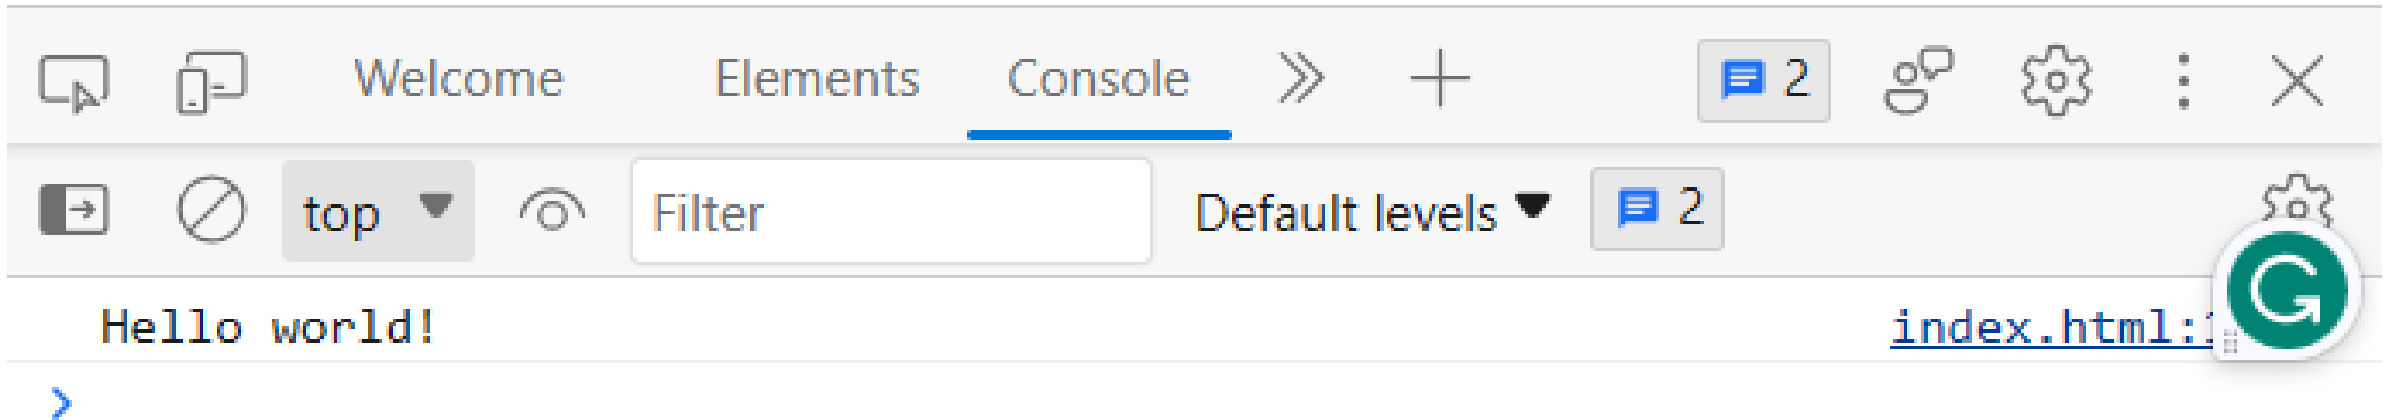 Welcome Elements Console 2
top Filter Default levels 2
Hello world! index.html: